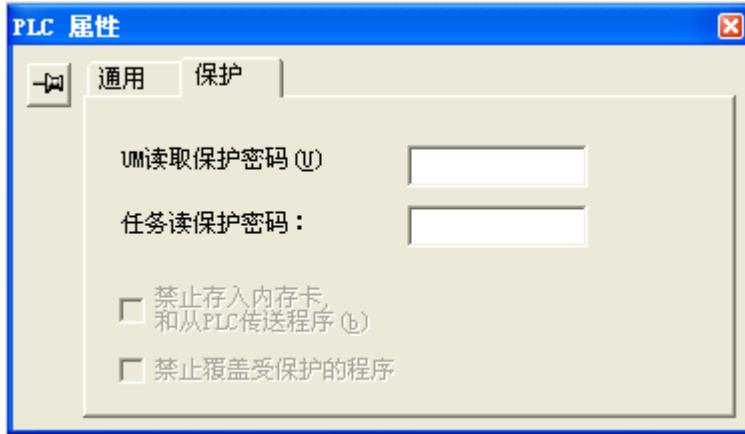 PLC 属性
通用 保护
UM读取保护密码(U)
任务读保护密码：
禁止存入内存卡,
和从PLC传送程序(b)
禁止覆盖受保护的程序